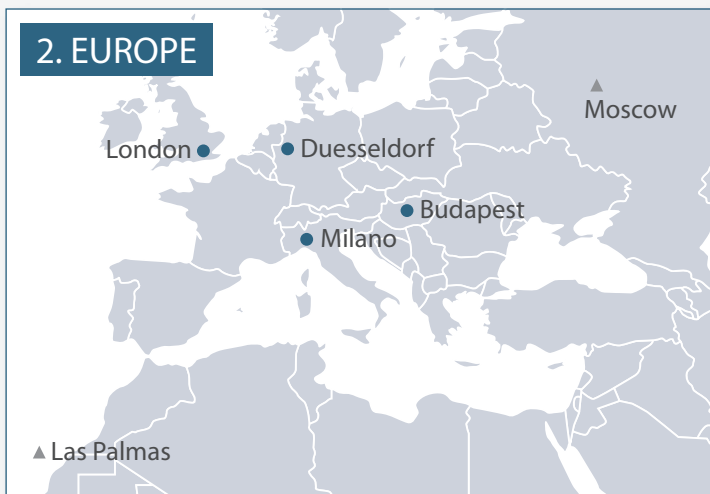 2. EUROPE
Moscow
London
Duesseldorf
Budapest
Milano
Las Palmas